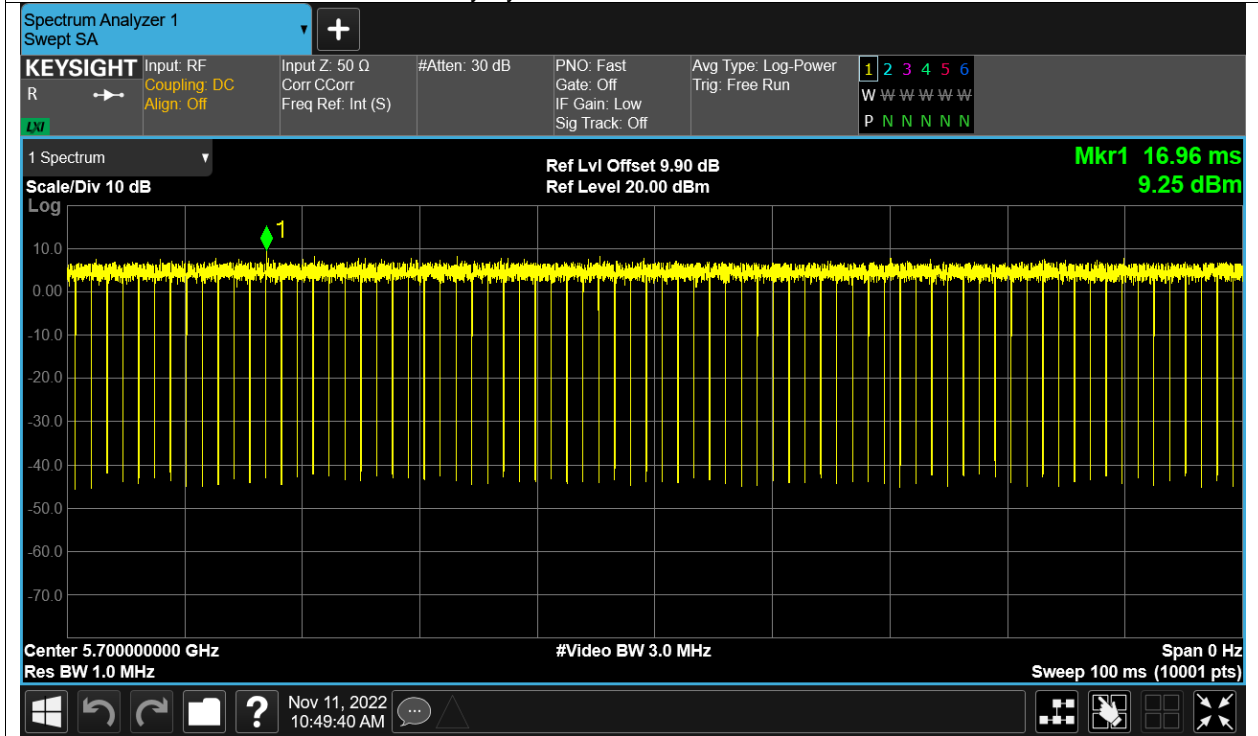 Spectrum Analyzer 1
Swept SA
KEYSIGHT
R
LXI
Input: RF
Coupling: DC
Align: Off
Input Z: 50 Ω
Corr CCorr
Freq Ref: Int (S)
#Atten: 30 dB
PNO: Fast
Gate: Off
IF Gain: Low
Sig Track: Off
Avg Type: Log-Power
Trig: Free Run
1 2 3 4 5 6
W W W W W W
P N N N N N
1 Spectrum
Scale/Div 10 dB
Ref Lvl Offset 9.90 dB
Ref Level 20.00 dBm
Mkr1 16.96 ms
9.25 dBm
Log
1
10.0
0.00
-10.0
-20.0
-30.0
-40.0
-50.0
-60.0
-70.0
Center 5.700000000 GHz
Res BW 1.0 MHz
#Video BW 3.0 MHz
Span 0 Hz
Sweep 100 ms (10001 pts)
?
Nov 11, 2022
10:49:40 AM